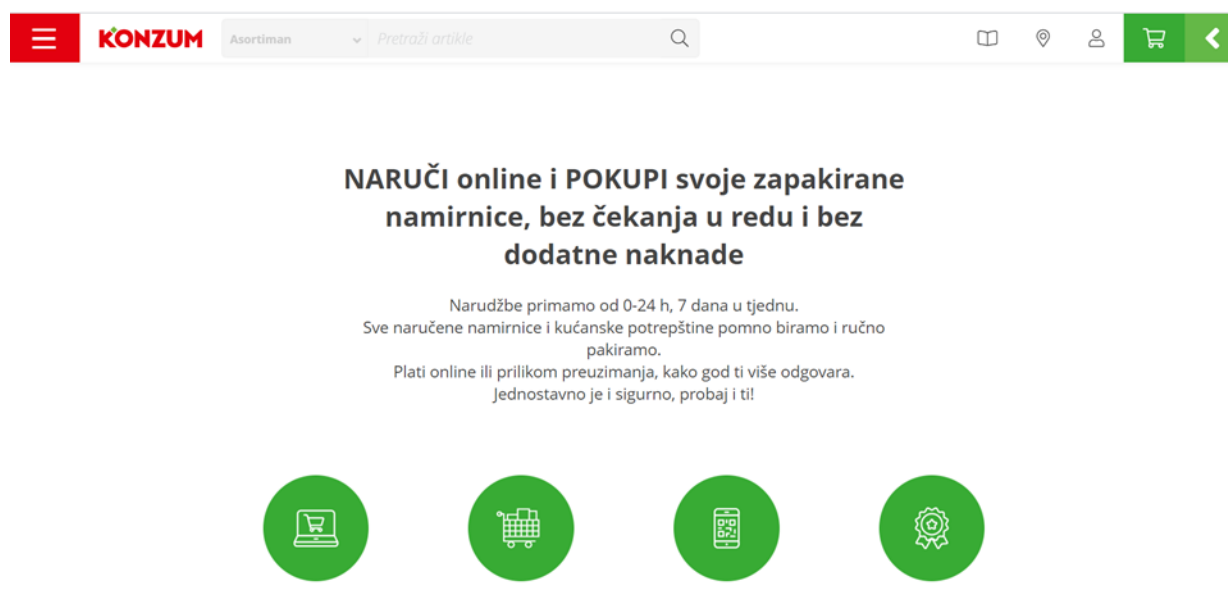 KONZUM Asortiman Pretraži artikle
NARUČI online i POKUPI svoje zapakirane
namirnice, bez čekanja u redu i bez
dodatne naknade
Narudžbe primamo od 0-24 h, 7 dana u tjednu.
Sve naručene namirnice i kućanske potrepštine pomno biramo i ručno
pakiramo.
Plati online ili prilikom preuzimanja, kako god ti više odgovara.
Jednostavno je i sigurno, probaj i ti!